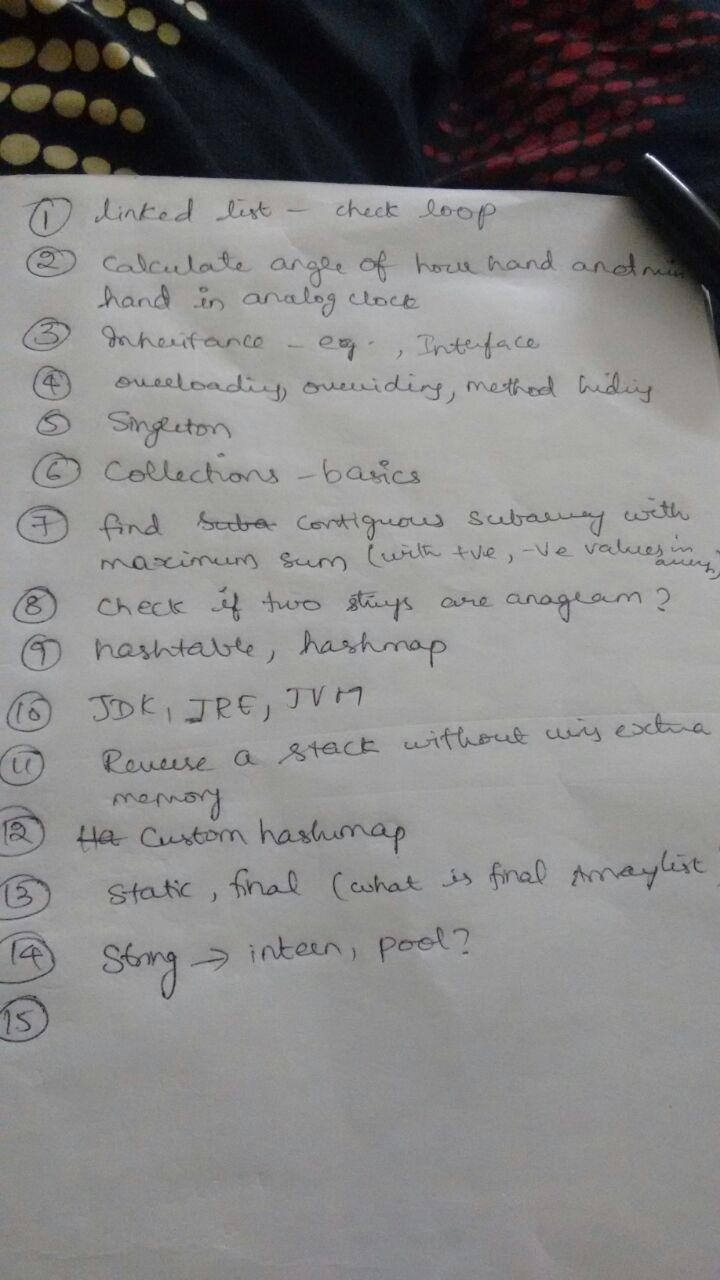 ① linked list - check loop
② calculate angle of hour hand and min
hand in analog clock
③ Inheritance - eg., Interface
④ overloading, overriding, method hiding
⑤ Singleton
⑥ Collections - basics
⑦ find Suba contiguous subarray with
maximum sum (with +ve, -ve values in array)
⑧ check if two strings are anagram?
⑨ hashtable, hashmap
⑩ JDK, JRE, JVM
⑪ Reverse a stack without using extra
memory
⑫ Ha Custom hashmap
⑬ Static, final (what is final Arraylist
⑭ String → intern, pool?
⑮